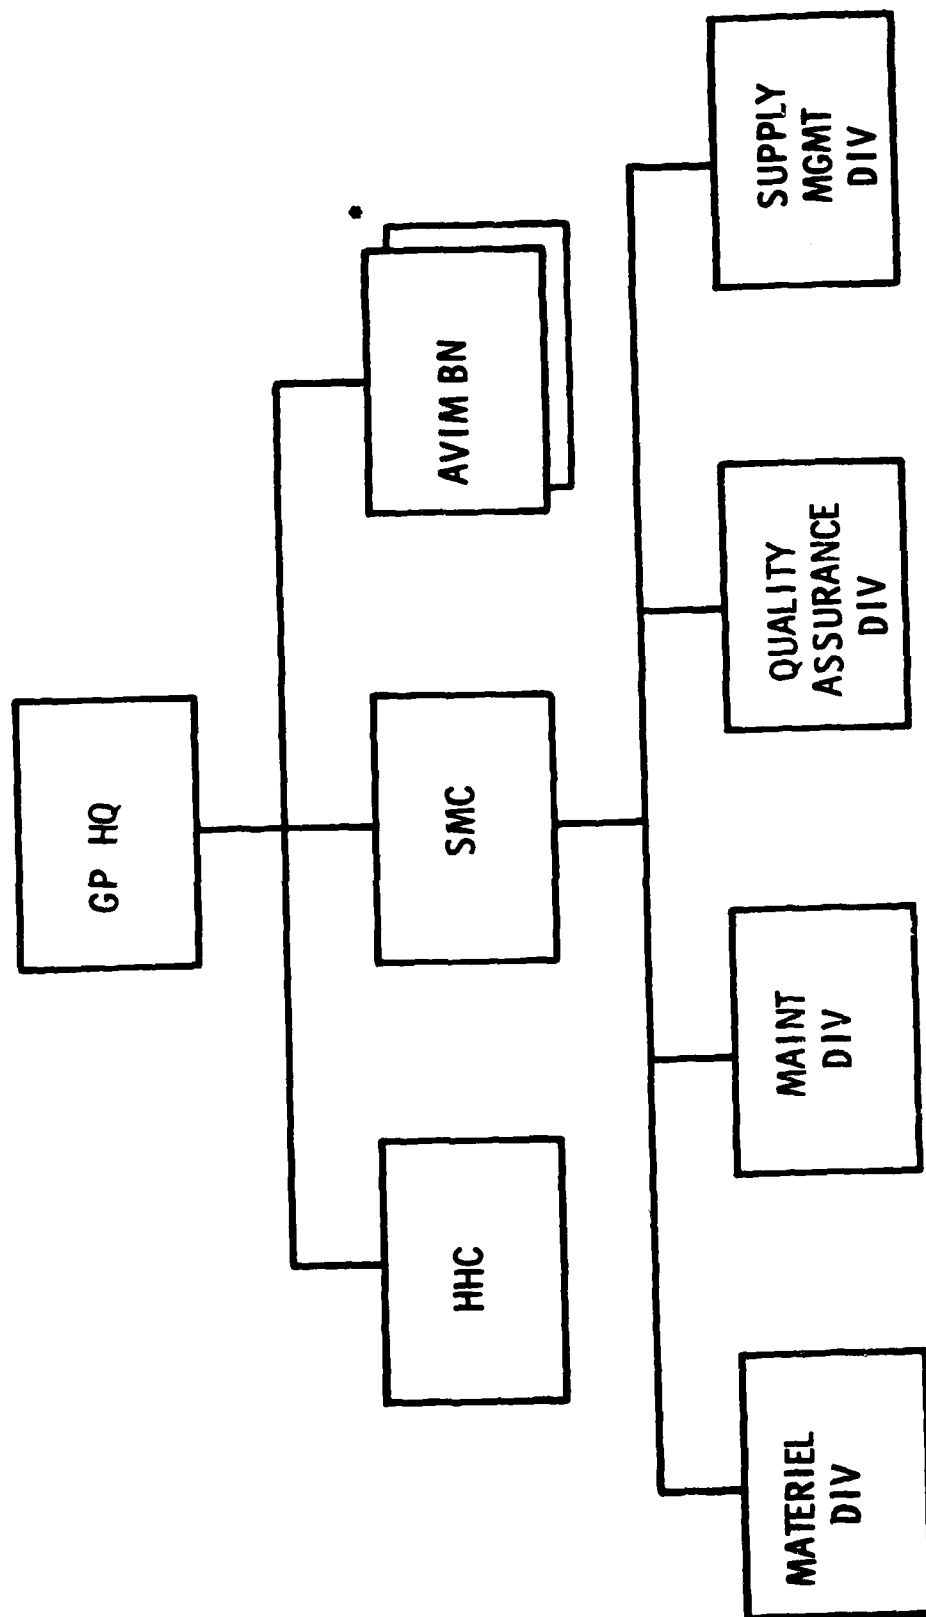 GP HQ
HHC
SMC
AVIM BN
*
MATERIEL
DIV
MAINT
DIV
QUALITY
ASSURANCE
DIV
SUPPLY
MGMT
DIV